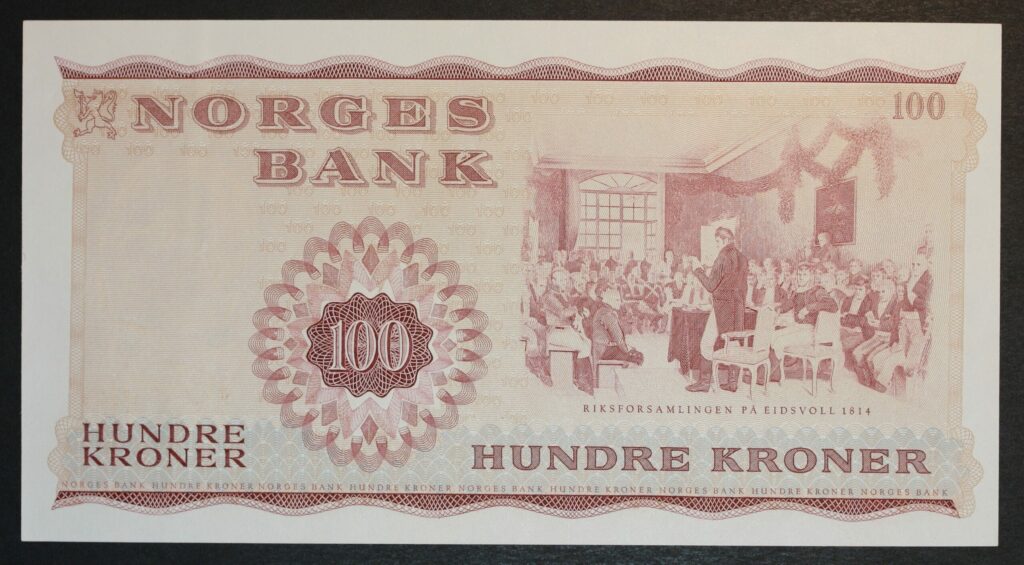 NORGES
BANK
100
100
RIKSFORSAMLINGEN PÅ EIDSVOLL 1814
HUNDRE
KRONER
HUNDRE KRONER
NORGES BANK HUNDRE KRONER NORGES BANK HUNDRE KRONER NORGES BANK HUNDRE KRONER NORGES BANK HUNDRE KRONER NORGES BANK